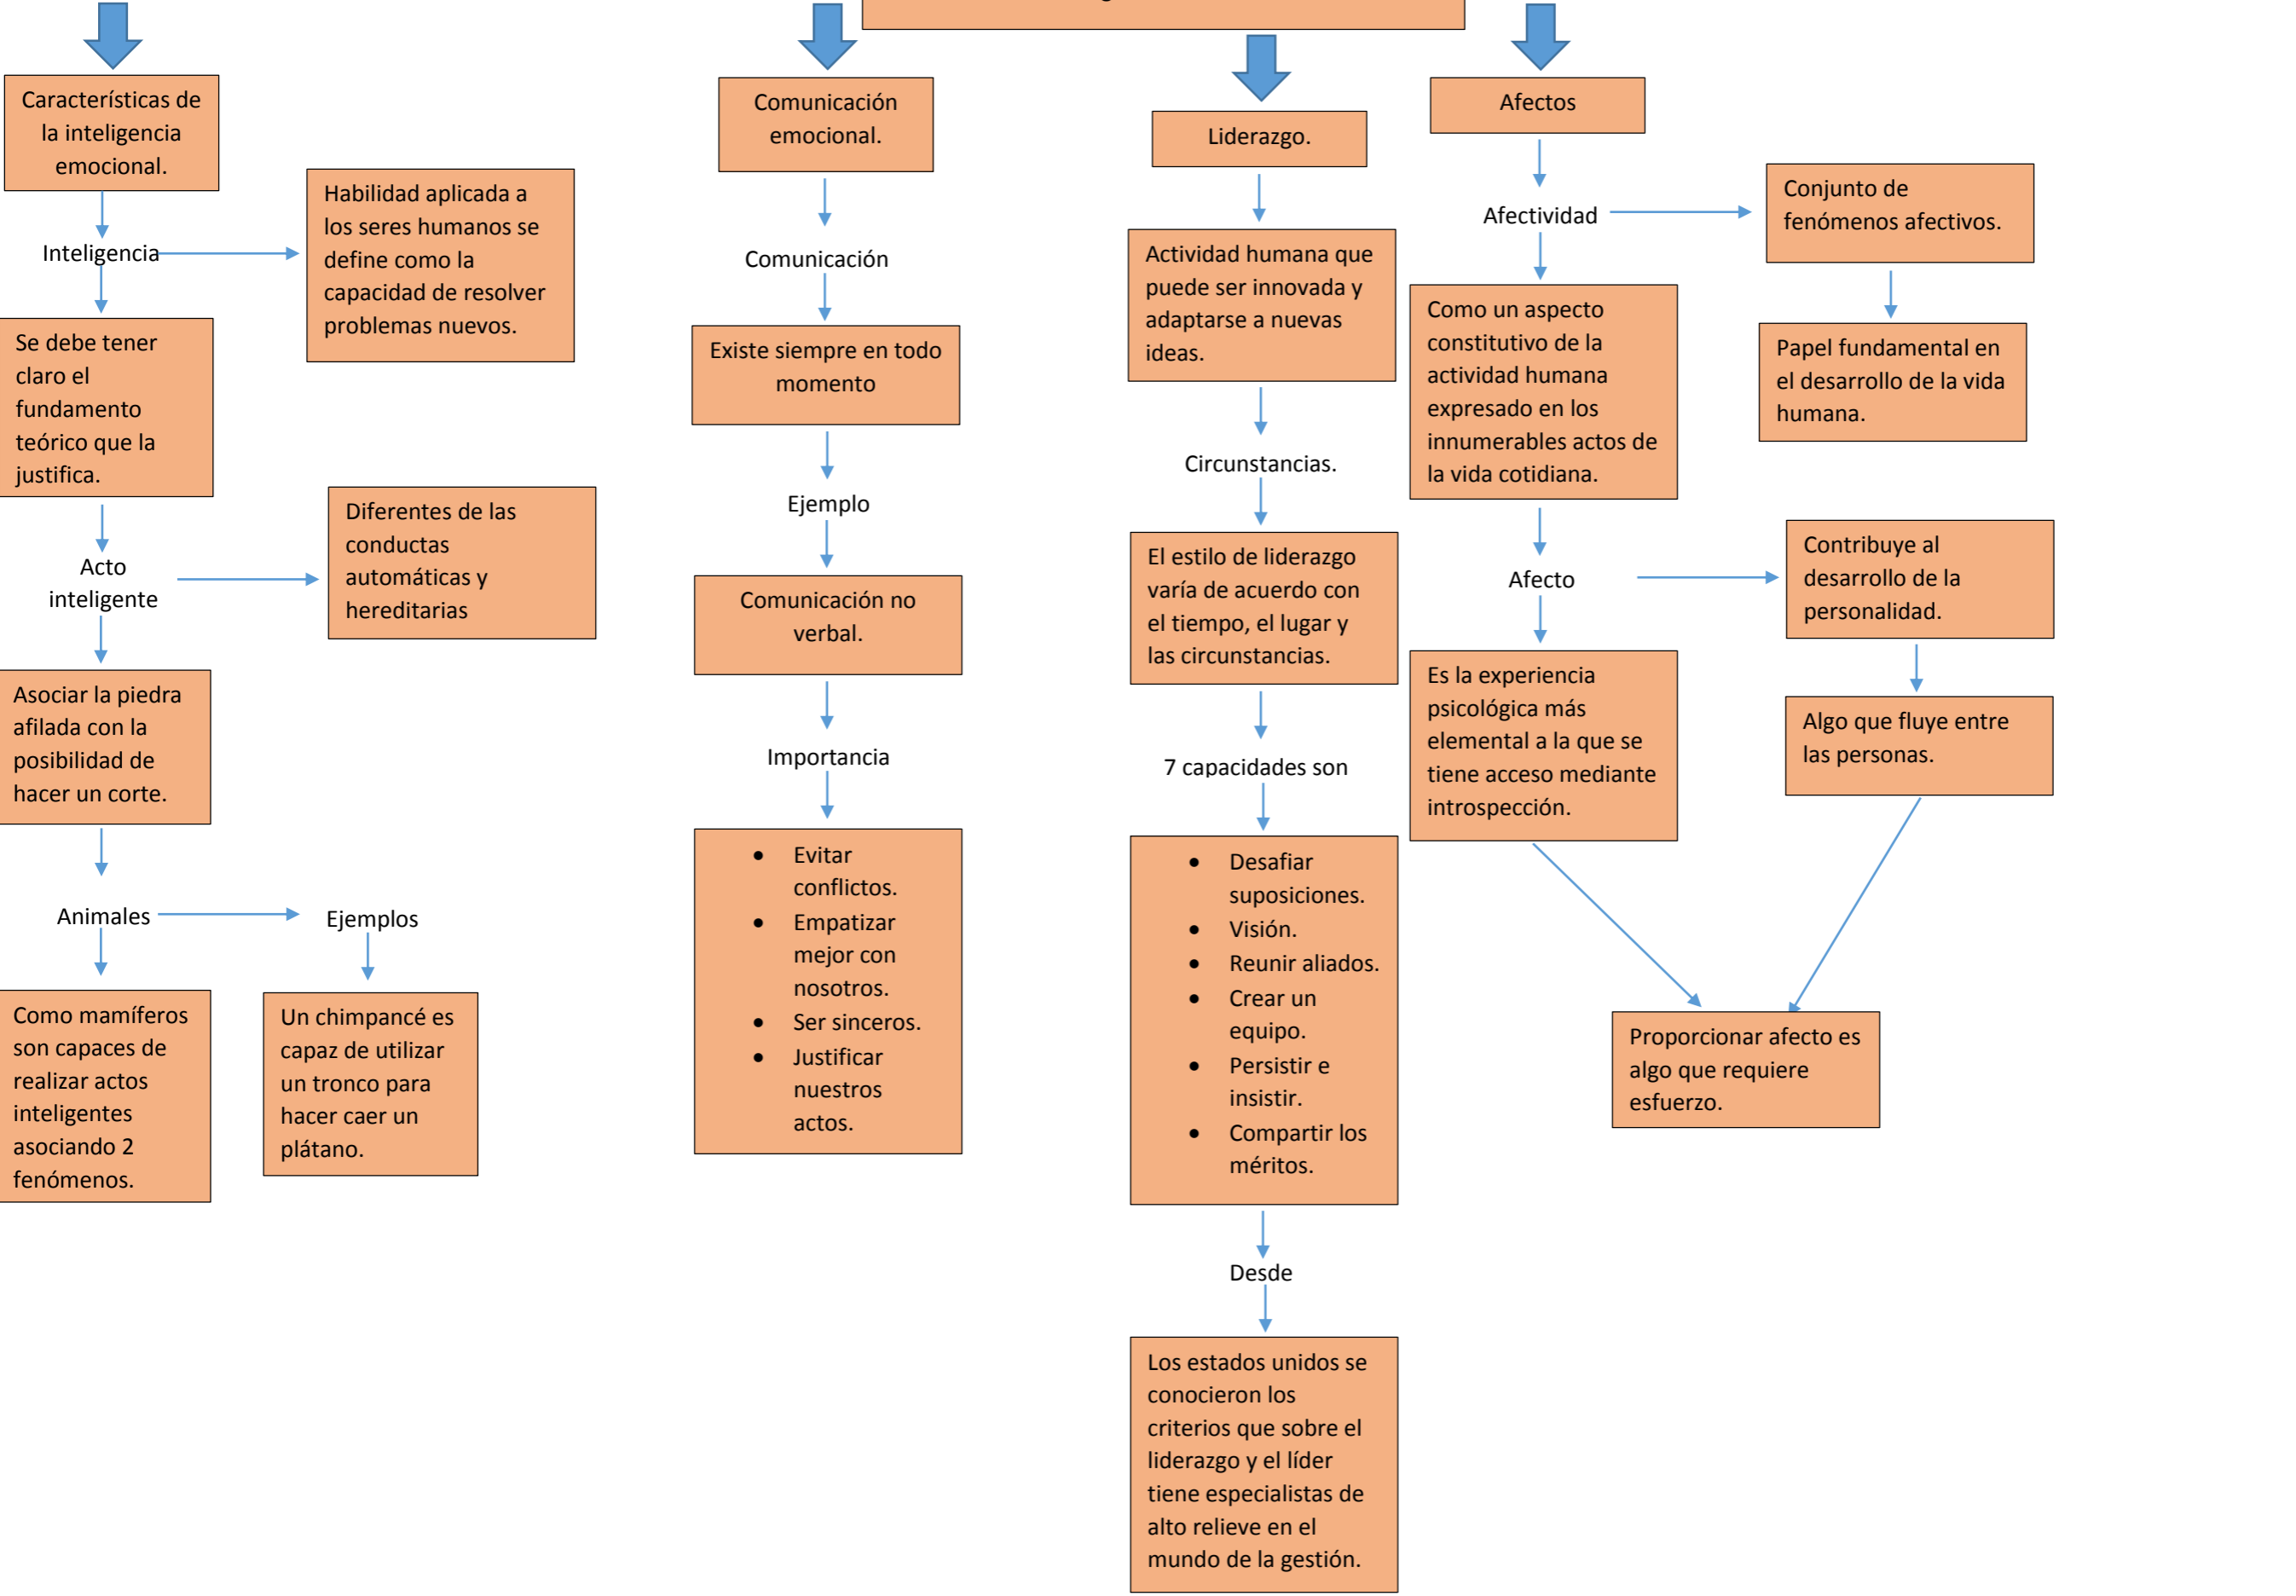 Características de
la inteligencia
emocional.
Inteligencia
Habilidad aplicada a
los seres humanos se
define como la
capacidad de resolver
problemas nuevos.
Se debe tener
claro el
fundamento
teórico que la
justifica.
Acto
inteligente
Diferentes de las
conductas
automáticas y
hereditarias
Asociar la piedra
afilada con la
posibilidad de
hacer un corte.
Animales
Ejemplos
Como mamíferos
son capaces de
realizar actos
inteligentes
asociando 2
fenómenos.
Un chimpancé es
capaz de utilizar
un tronco para
hacer caer un
plátano.
Comunicación
emocional.
Comunicación
Existe siempre en todo
momento
Ejemplo
Comunicación no
verbal.
Importancia
• Evitar
conflictos.
• Empatizar
mejor con
nosotros.
• Ser sinceros.
• Justificar
nuestros
actos.
Liderazgo.
Actividad humana que
puede ser innovada y
adaptarse a nuevas
ideas.
Circunstancias.
El estilo de liderazgo
varía de acuerdo con
el tiempo, el lugar y
las circunstancias.
7 capacidades son
• Desafiar
suposiciones.
• Visión.
• Reunir aliados.
• Crear un
equipo.
• Persistir e
insistir.
• Compartir los
méritos.
Desde
Los estados unidos se
conocieron los
criterios que sobre el
liderazgo y el líder
tiene especialistas de
alto relieve en el
mundo de la gestión.
Afectos
Afectividad
Conjunto de
fenómenos afectivos.
Papel fundamental en
el desarrollo de la vida
humana.
Como un aspecto
constitutivo de la
actividad humana
expresado en los
innumerables actos de
la vida cotidiana.
Afecto
Contribuye al
desarrollo de la
personalidad.
Algo que fluye entre
las personas.
Es la experiencia
psicológica más
elemental a la que se
tiene acceso mediante
introspección.
Proporcionar afecto es
algo que requiere
esfuerzo.